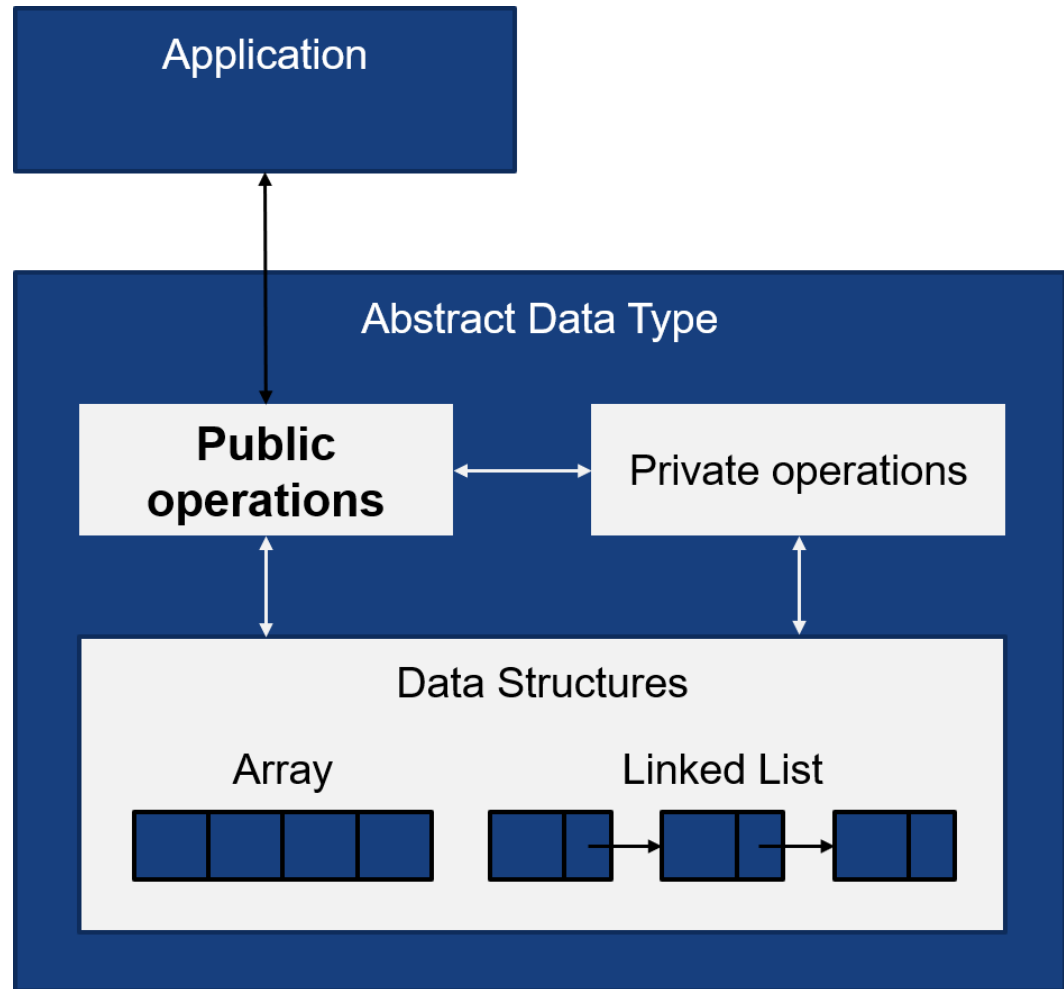 Application
Abstract Data Type
Public
operations
Private operations
Data Structures
Array
Linked List